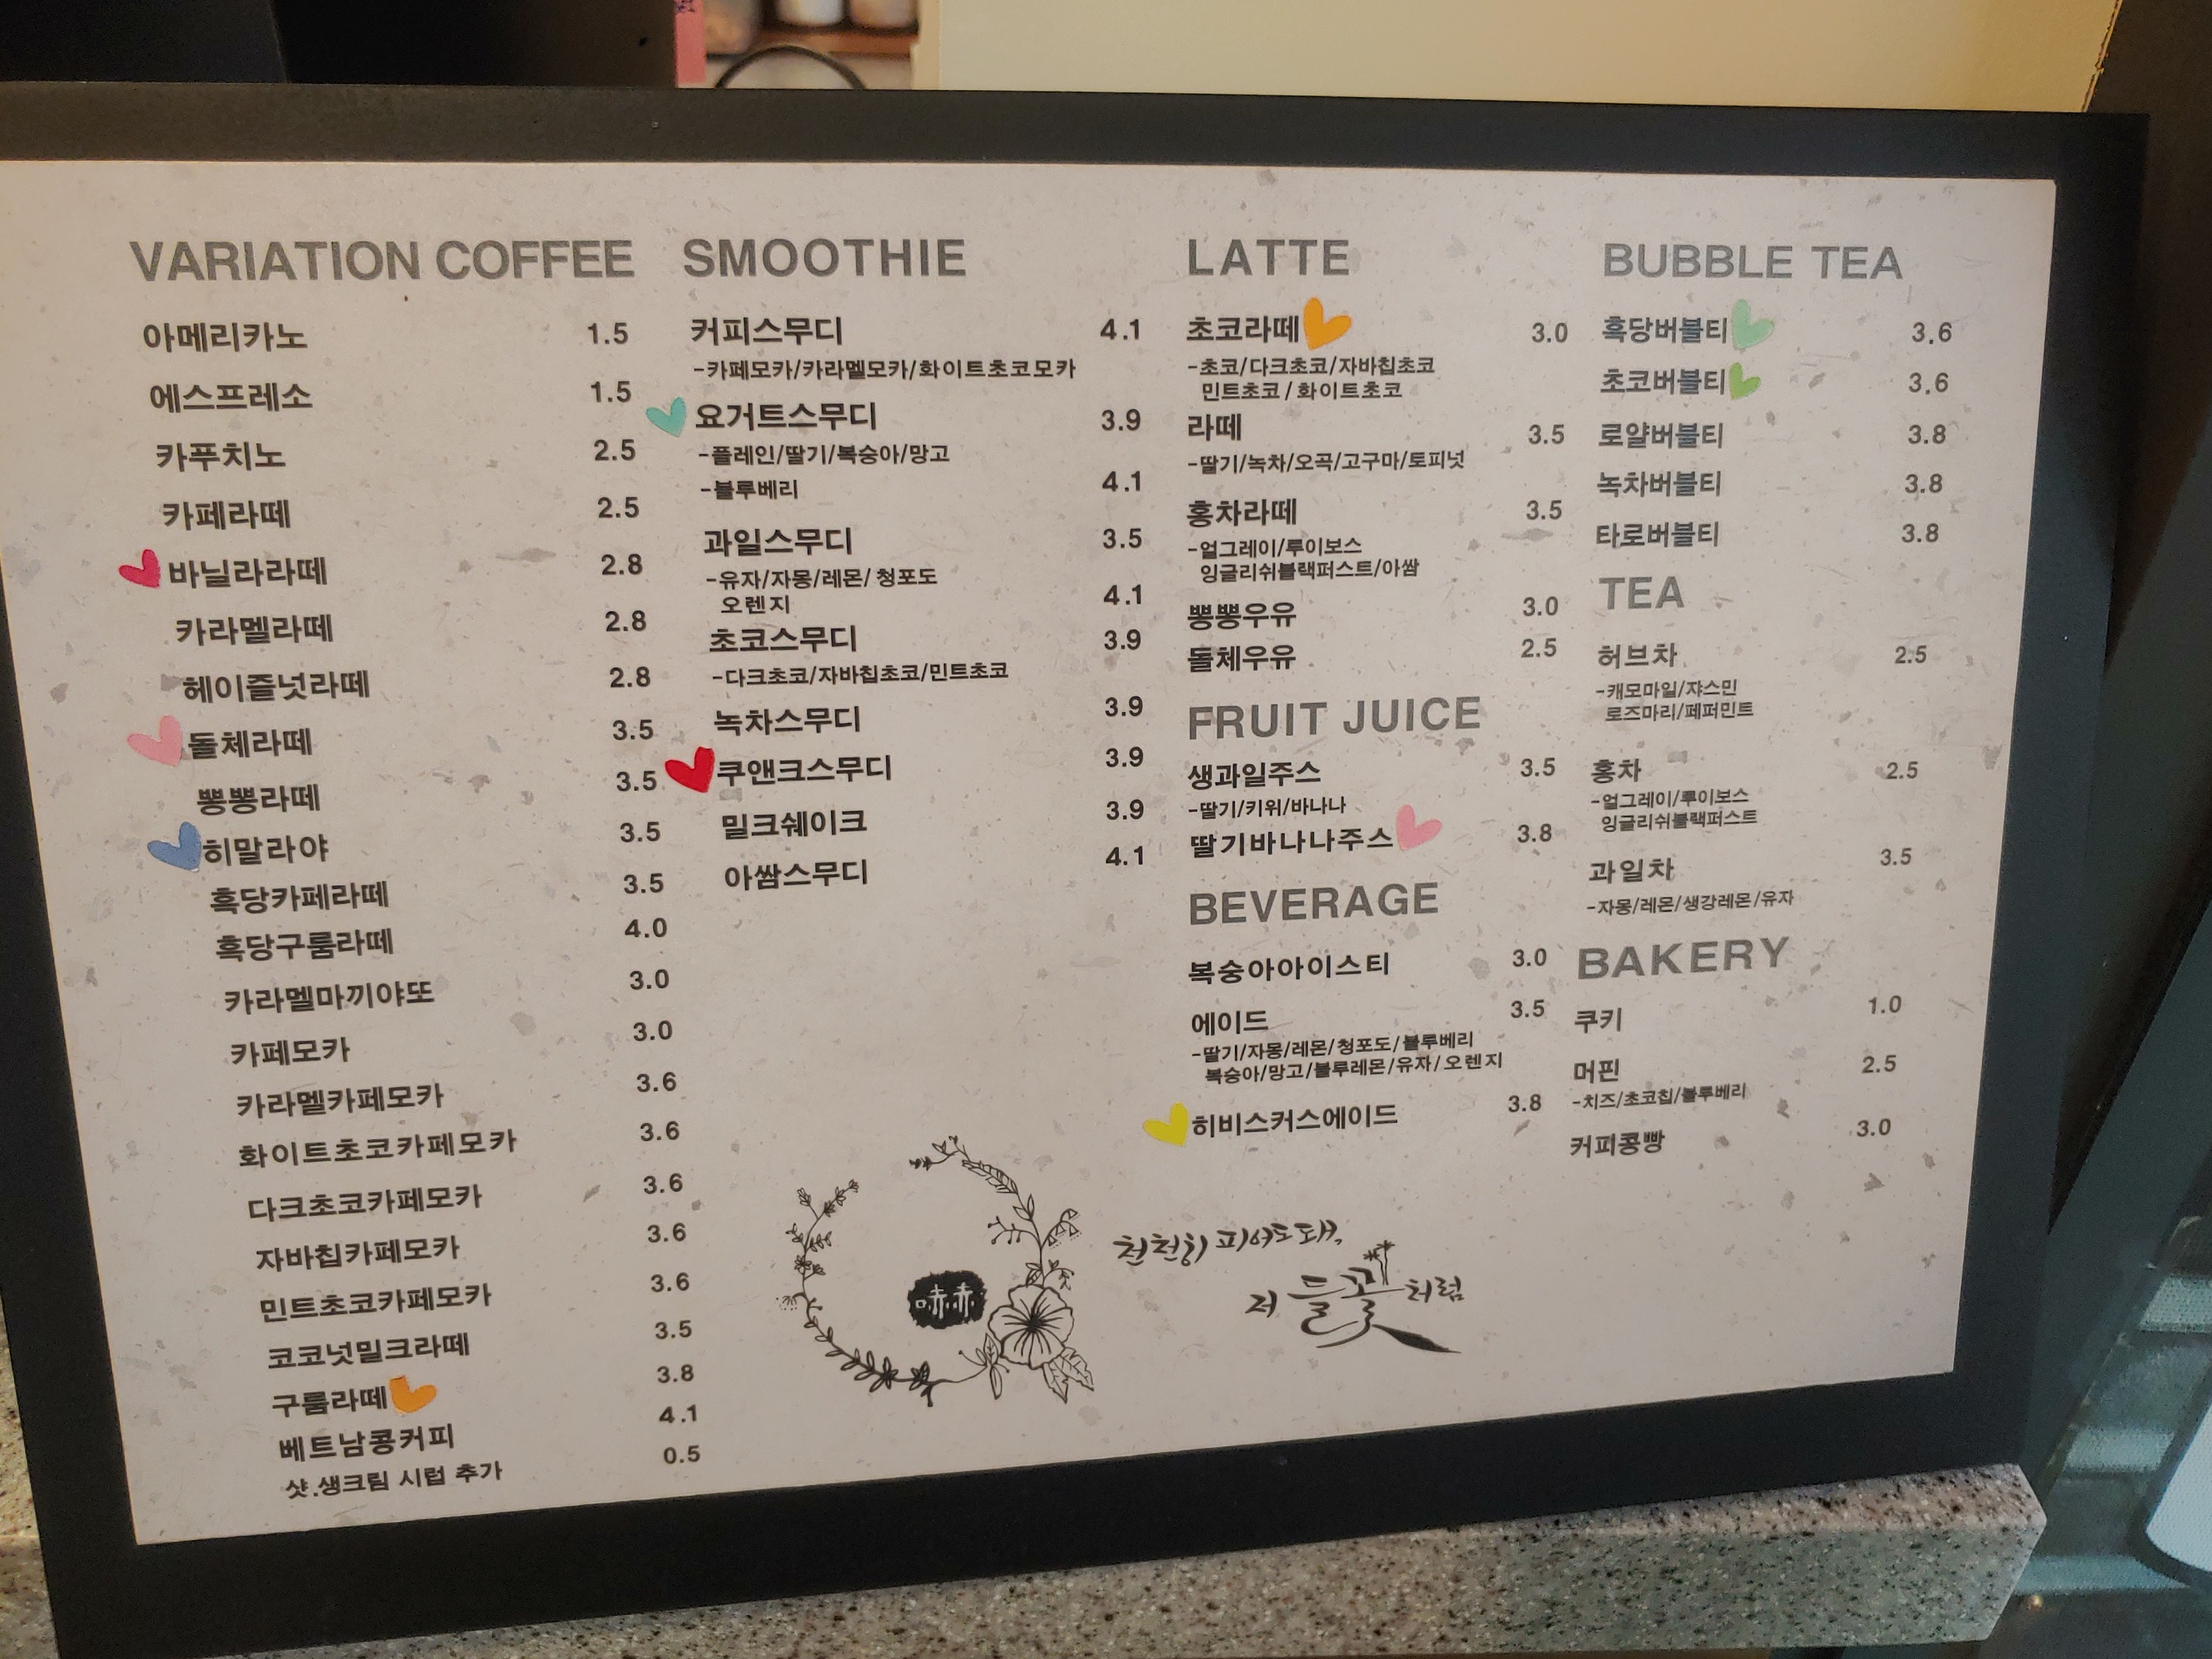 VARIATION COFFEE
아메리카노 1.5
에스프레소 1.5
카푸치노 2.5
카페라떼 2.5
바닐라라떼 2.8
카라멜라떼 2.8
헤이즐넛라떼 2.8
돌체라떼 3.5
뽕뽕라떼 3.5
히말라야 3.5
흑당카페라떼 3.5
흑당구룸라떼 4.0
카라멜마끼야또 3.0
카페모카 3.0
카라멜카페모카 3.6
화이트초코카페모카 3.6
다크초코카페모카 3.6
자바칩카페모카 3.6
민트초코카페모카 3.6
코코넛밀크라떼 3.5
구룸라떼 3.8
베트남콩커피 4.1
샷.생크림 시럽 추가 0.5
SMOOTHIE
커피스무디 4.1
-카페모카/카라멜모카/화이트초코모카
요거트스무디 3.9
-플레인/딸기/복숭아/망고
-블루베리 4.1
과일스무디 3.5
-유자/자몽/레몬/ 청포도
오렌지 4.1
초코스무디 3.9
-다크초코/자바칩초코/민트초코
녹차스무디 3.9
쿠앤크스무디 3.9
밀크쉐이크 3.9
아쌈스무디 4.1
LATTE
초코라떼 3.0
-초코/다크초코/자바칩초코
민트초코 / 화이트초코
라떼 3.5
-딸기/녹차/오곡/고구마/토피넛
홍차라떼 3.5
-얼그레이/루이보스
잉글리쉬블랙퍼스트/아쌈
뽕뽕우유 3.0
돌체우유 2.5
FRUIT JUICE
생과일주스 3.5
-딸기/키위/바나나
딸기바나나주스 3.8
BEVERAGE
복숭아아이스티 3.0
에이드 3.5
-딸기/자몽/레몬/청포도/블루베리
복숭아/망고/블루레몬/유자/오렌지
히비스커스에이드 3.8
BUBBLE TEA
흑당버블티 3.6
초코버블티 3.6
로얄버블티 3.8
녹차버블티 3.8
타로버블티 3.8
TEA
허브차 2.5
-캐모마일/쟈스민
로즈마리/페퍼민트
홍차 2.5
-얼그레이/루이보스
잉글리쉬블랙퍼스트
과일차 3.5
-자몽/레몬/생강레몬/유자
BAKERY
쿠키 1.0
머핀 2.5
-치즈/초코칩/블루베리
커피콩빵 3.0
천천히 피어도 돼,
저 들꽃처럼